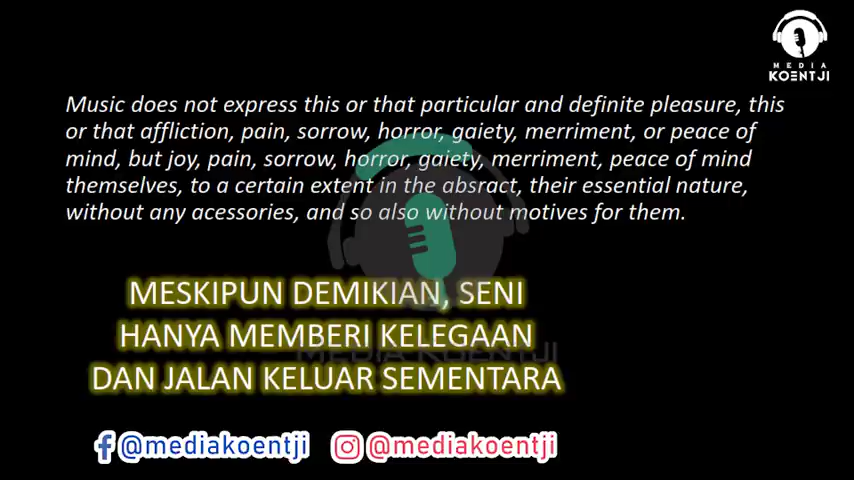 MEDIA
KOENTJI
Music does not express this or that particular and definite pleasure, this
or that affliction, pain, sorrow, horror, gaiety, merriment, or peace of
mind, but joy, pain, sorrow, horror, gaiety, merriment, peace of mind
themselves, to a certain extent in the absract, their essential nature,
without any acessories, and so also without motives for them.
MESKIPUN DEMIKIAN, SENI
HANYA MEMBERI KELEGAAN
MEDIA KOENTJI
DAN JALAN KELUAR SEMENTARA
@mediakoentji @mediakoentji